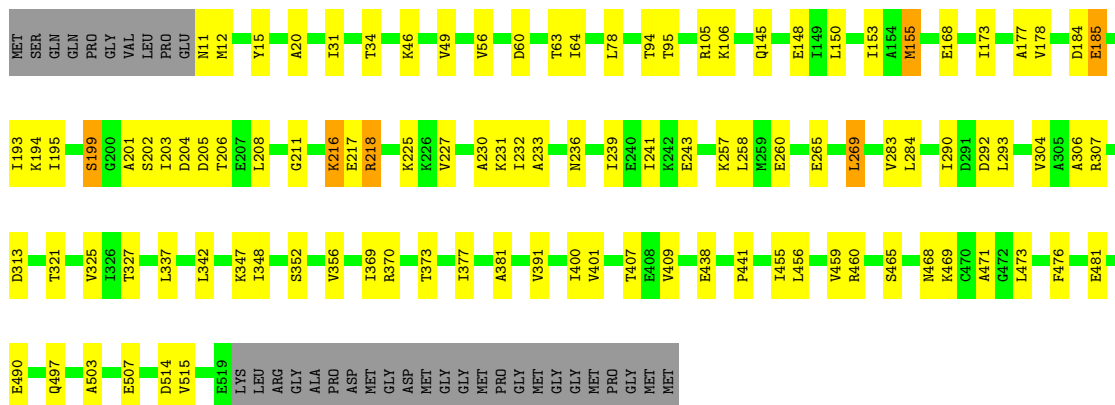 MET SER GLN GLN PRO GLY VAL LEU PRO GLU N11 M12 Y15 A20 I31 T34 K46 V49 V56 D60 T63 I64 L78 T94 T95 R105 K106 Q145 E148 I149 L150 I153 A154 M155 E168 I173 A177 V178 D184 E185
I193 K194 I195 S199 G200 A201 S202 I203 D204 D205 T206 E207 L208 G211 K216 E217 R218 K225 K226 V227 A230 K231 I232 A233 N236 I239 E240 I241 K242 E243 K257 L258 M259 E260 E265 L269 V283 L284 I290 D291 D292 L293 V304 A305 A306 R307
D313 T321 V325 I326 T327 L337 L342 K347 I348 S352 V356 I369 R370 T373 I377 A381 V391 I400 V401 T407 E408 V409 E438 P441 I455 L456 V459 R460 S465 N468 K469 C470 A471 G472 L473 F476 E481
E490 Q497 A503 E507 D514 V515 E519 LYS LEU ARG GLY ALA PRO ASP MET GLY ASP MET GLY GLY MET PRO GLY MET GLY GLY MET PRO GLY MET MET